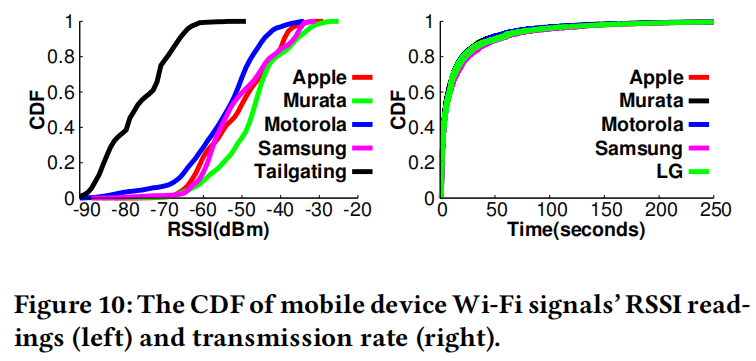 1
0.8
0.6
0.4
0.2
0
CDF
-90 -80 -70 -60 -50 -40 -30 -20
RSSI(dBm)
Apple
Murata
Motorola
Samsung
Tailgating
1
0.8
0.6
0.4
0.2
0
CDF
0 50 100 150 200 250
Time(seconds)
Apple
Murata
Motorola
Samsung
LG
Figure 10: The CDF of mobile device Wi-Fi signals’ RSSI read-
ings (left) and transmission rate (right).